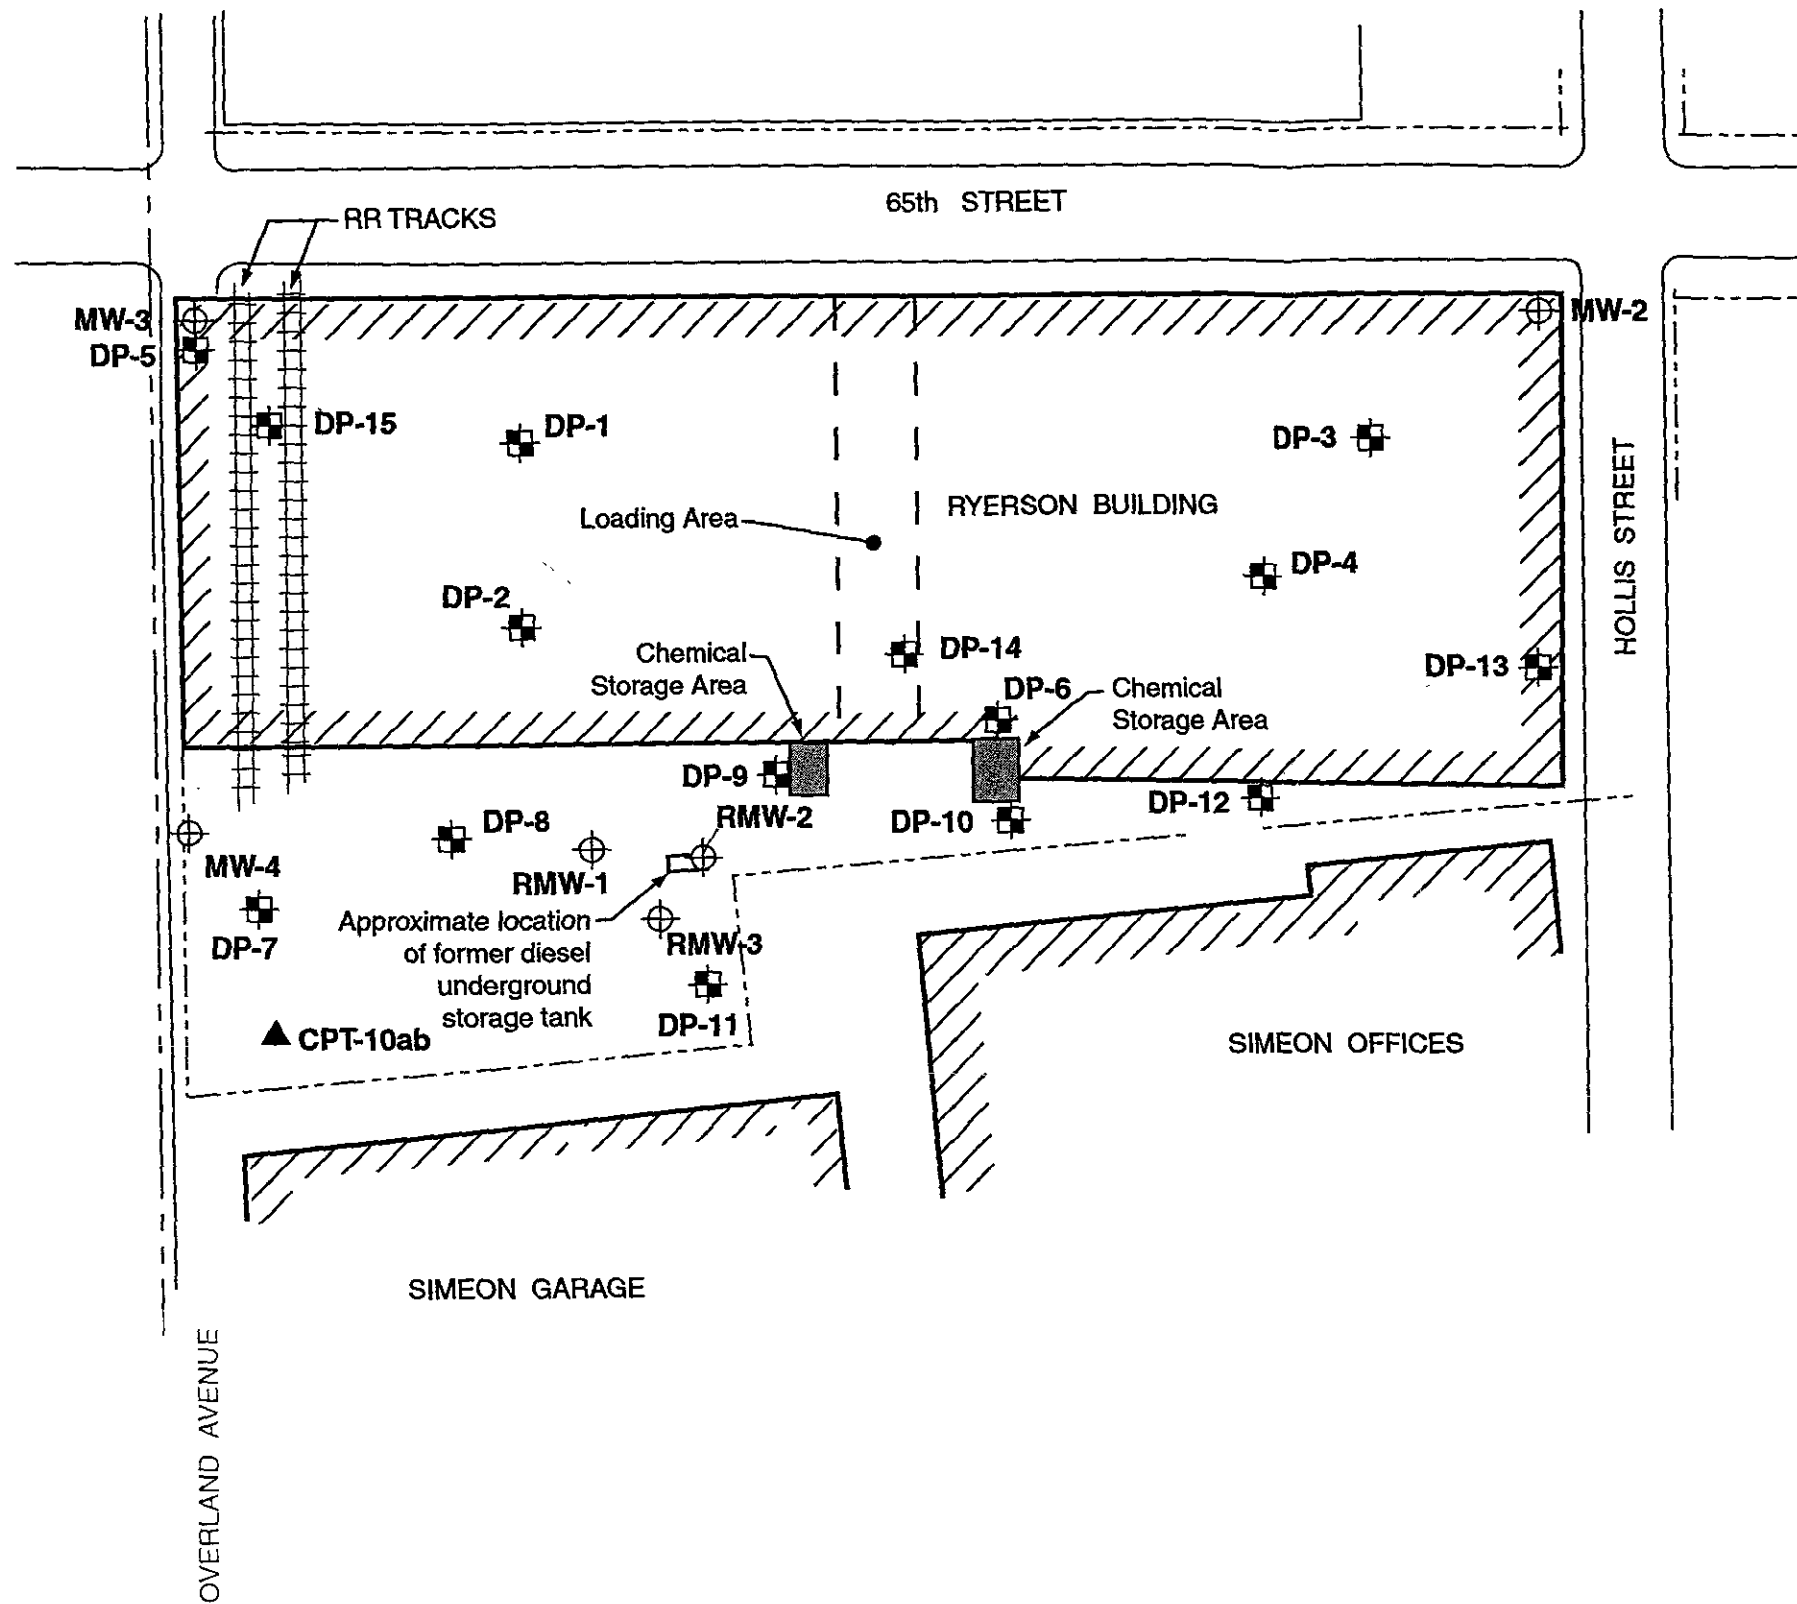 65th STREET
RR TRACKS
MW-3
MW-2
DP-5
DP-15
DP-1
DP-3
Loading Area
RYERSON BUILDING
HOLLIS STREET
DP-4
DP-2
Chemical
Storage Area
DP-14
DP-13
DP-6
Chemical
Storage Area
DP-9
DP-12
DP-8
RMW-2
DP-10
MW-4
RMW-1
Approximate location
of former diesel
underground
storage tank
DP-7
RMW-3
DP-11
CPT-10ab
SIMEON OFFICES
SIMEON GARAGE
OVERLAND AVENUE